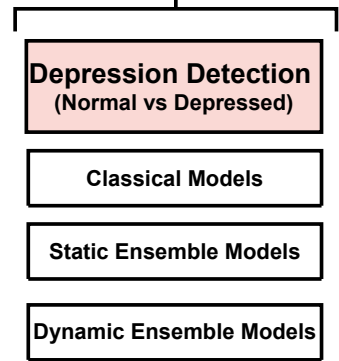 Depression Detection
(Normal vs Depressed)
Classical Models
Static Ensemble Models
Dynamic Ensemble Models